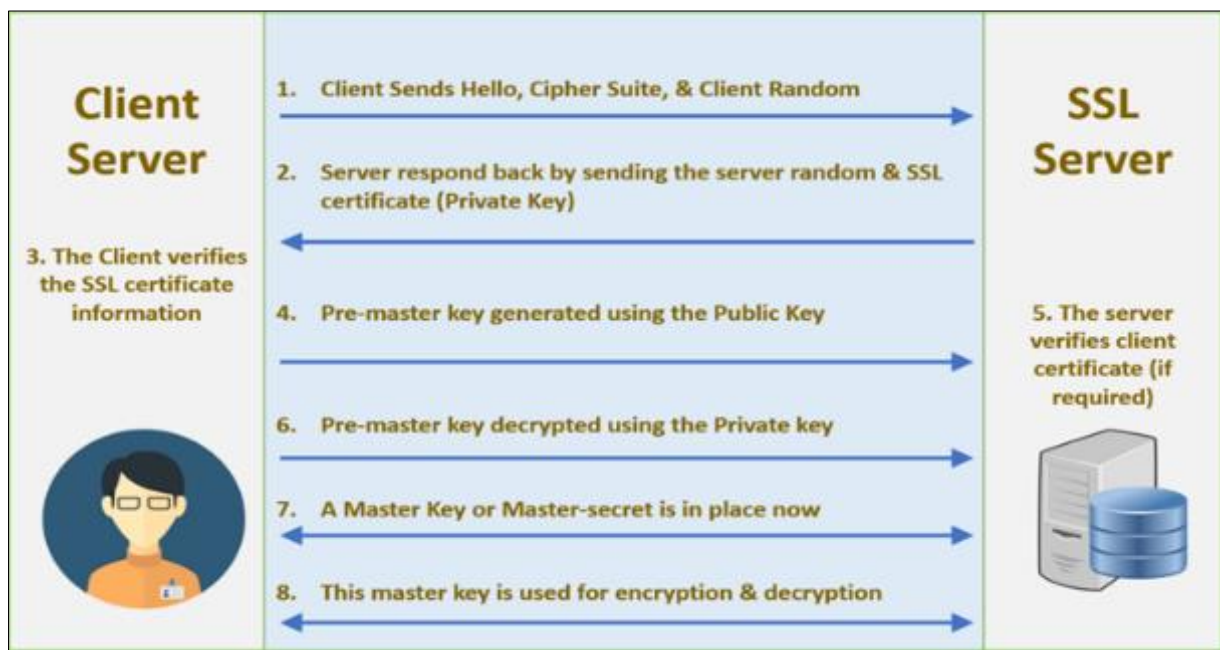 Client
Server
SSL
Server
1. Client Sends Hello, Cipher Suite, & Client Random
2. Server respond back by sending the server random & SSL
certificate (Private Key)
3. The Client verifies
the SSL certificate
information
4. Pre-master key generated using the Public Key
5. The server
verifies client
certificate (if
required)
6. Pre-master key decrypted using the Private key
7. A Master Key or Master-secret is in place now
8. This master key is used for encryption & decryption